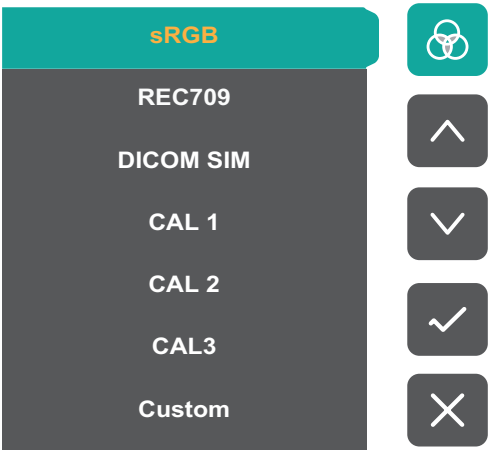 sRGB
REC709
DICOM SIM
CAL 1
CAL 2
CAL3
Custom